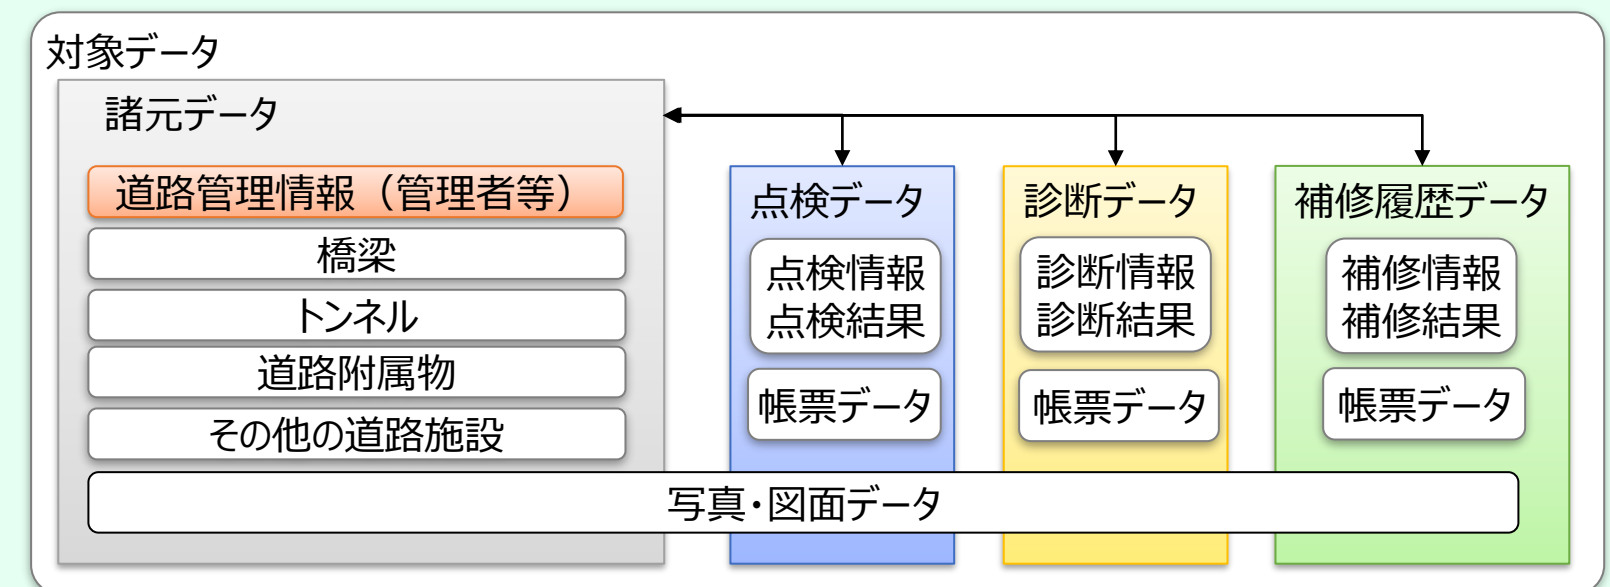 対象データ
諸元データ
道路管理情報（管理者等）
橋梁
トンネル
道路附属物
その他の道路施設
点検データ
点検情報
点検結果
帳票データ
診断データ
診断情報
診断結果
帳票データ
補修履歴データ
補修情報
補修結果
帳票データ
写真・図面データ